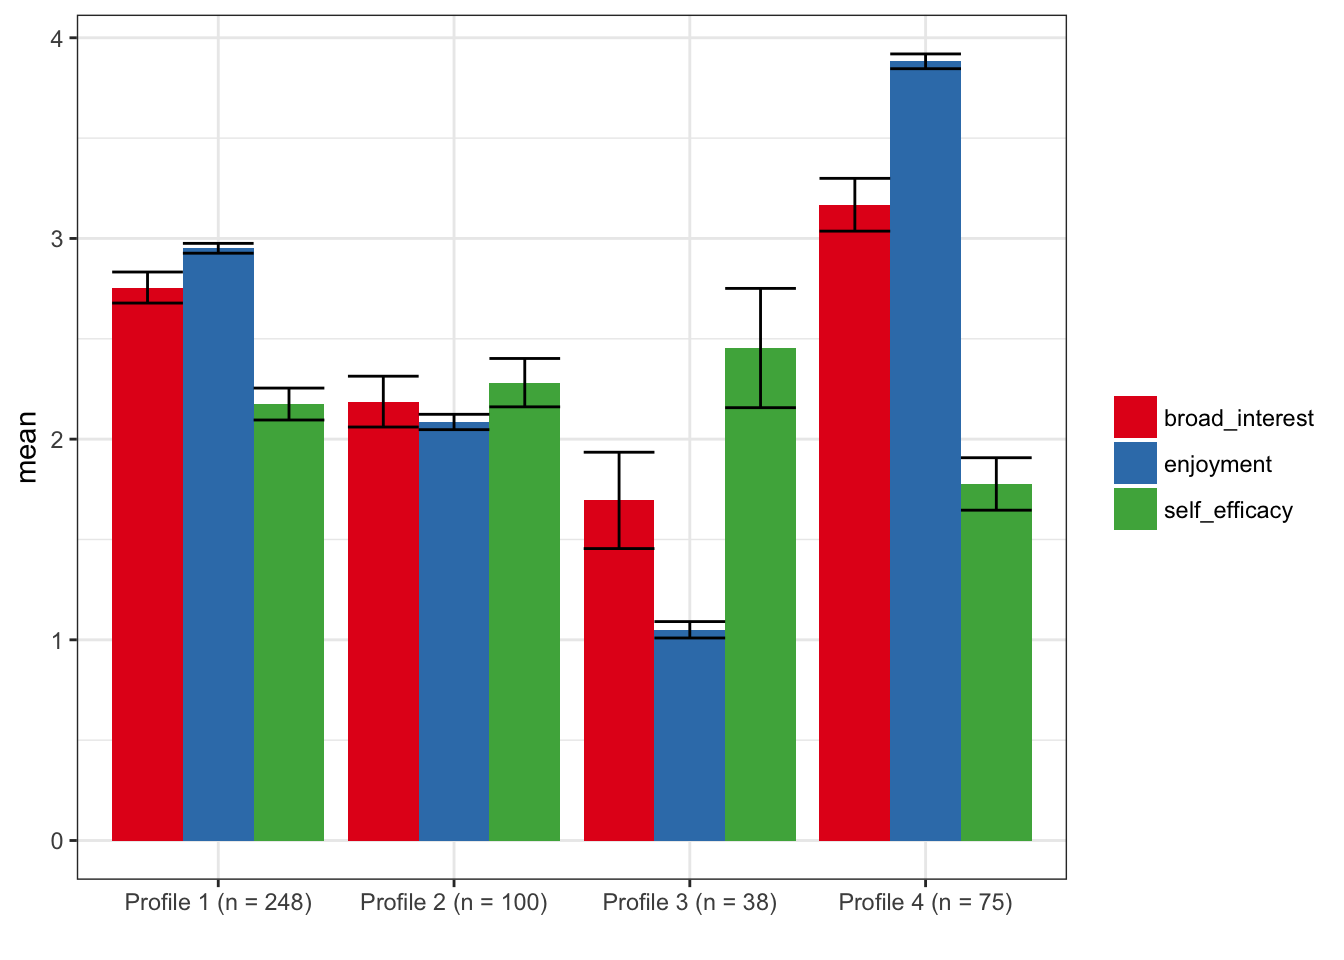 4
3
2
1
0
mean
Profile 1 (n = 248)
Profile 2 (n = 100)
Profile 3 (n = 38)
Profile 4 (n = 75)
broad_interest
enjoyment
self_efficacy